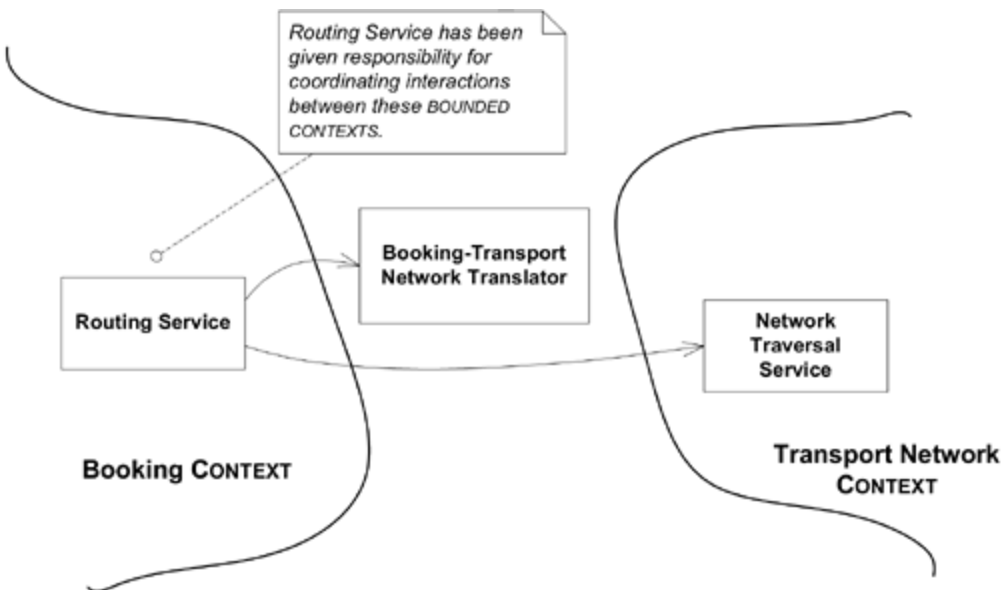 Routing Service has been
given responsibility for
coordinating interactions
between these BOUNDED
CONTEXTS.
Booking-Transport
Network Translator
Routing Service
Network
Traversal
Service
Booking CONTEXT
Transport Network
CONTEXT